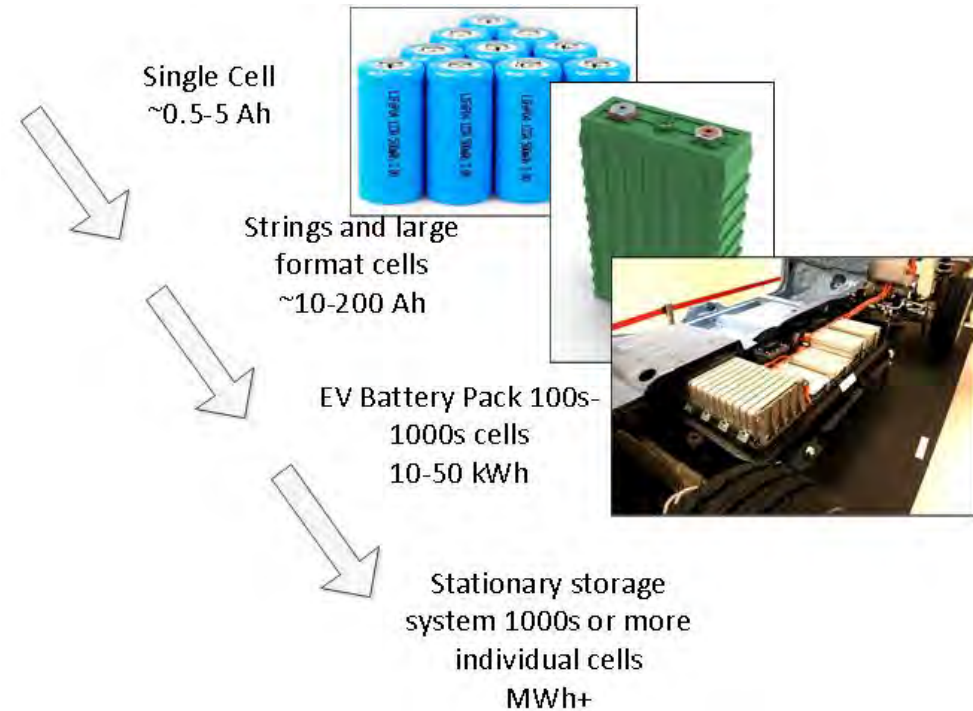 Single Cell
~0.5-5 Ah
Strings and large
format cells
~10-200 Ah
EV Battery Pack 100s-
1000s cells
10-50 kWh
Stationary storage
system 1000s or more
individual cells
MWh+